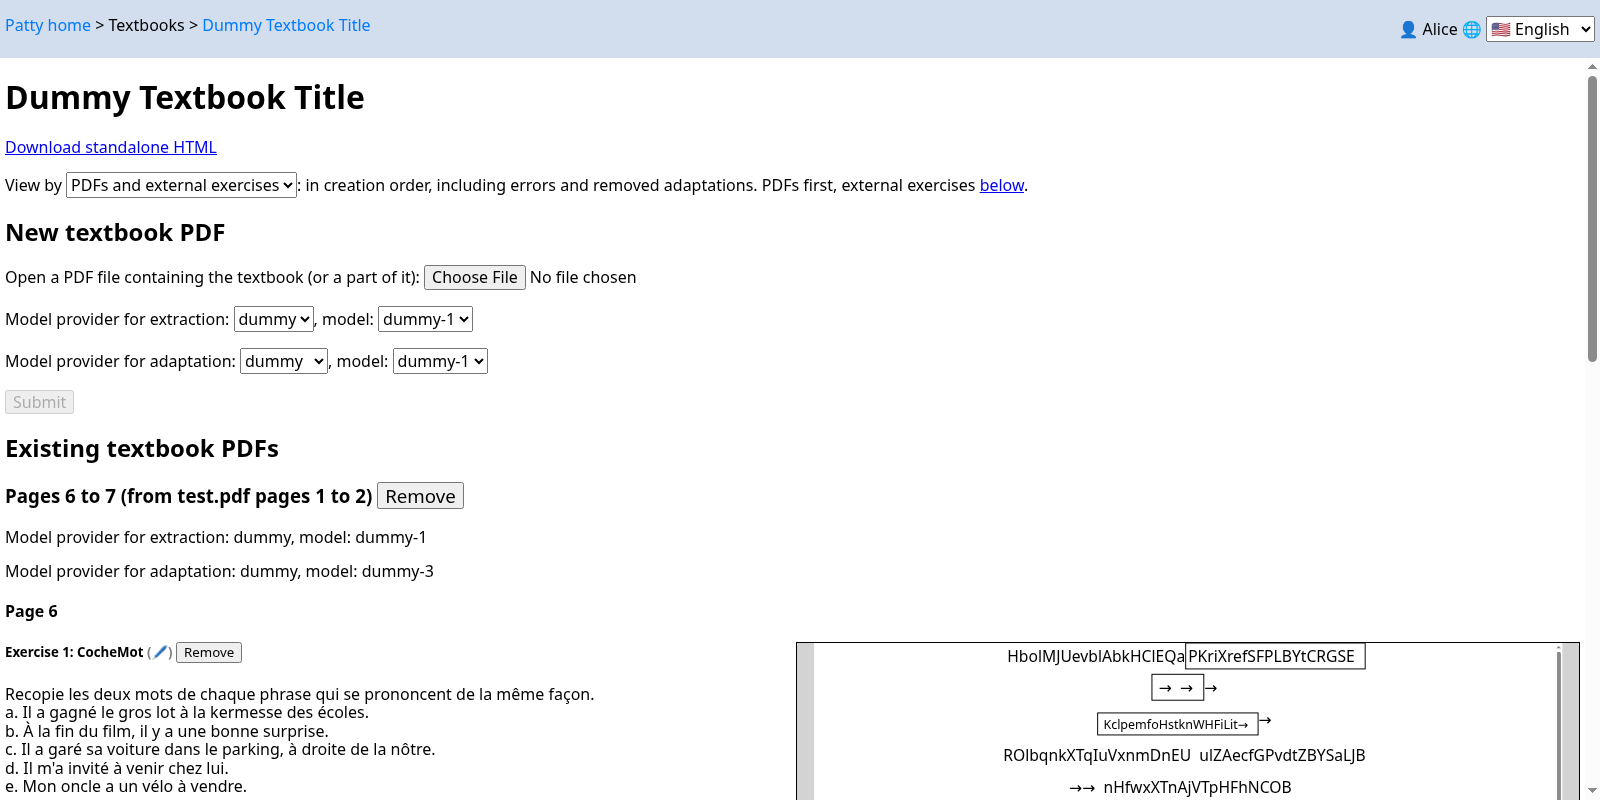 Patty home > Textbooks > Dummy Textbook Title
👤 Alice 🌐 🇺🇸 English
Dummy Textbook Title
Download standalone HTML
View by PDFs and external exercises: in creation order, including errors and removed adaptations. PDFs first, external exercises below.
New textbook PDF
Open a PDF file containing the textbook (or a part of it): Choose File No file chosen
Model provider for extraction: dummy, model: dummy-1
Model provider for adaptation: dummy, model: dummy-1
Submit
Existing textbook PDFs
Pages 6 to 7 (from test.pdf pages 1 to 2) Remove
Model provider for extraction: dummy, model: dummy-1
Model provider for adaptation: dummy, model: dummy-3
Page 6
Exercise 1: CocheMot (🖊️) Remove
Recopie les deux mots de chaque phrase qui se prononcent de la même façon.
a. Il a gagné le gros lot à la kermesse des écoles.
b. À la fin du film, il y a une bonne surprise.
c. Il a garé sa voiture dans le parking, à droite de la nôtre.
d. Il m'a invité à venir chez lui.
e. Mon oncle a un vélo à vendre.
→ → →
→
→→ nHfwxXTnAjVTpHFhNCOB